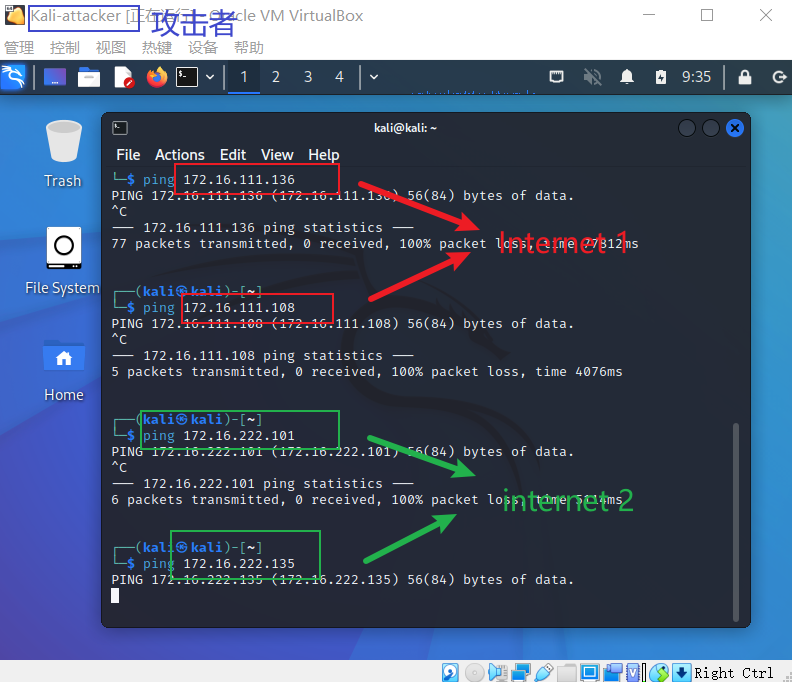 Kali-attacker [正在运行] - Oracle VM VirtualBox
攻击者
管理 控制 视图 热键 设备 帮助
1 2 3 4 9:35
kali@kali: ~
File Actions Edit View Help
└─$ ping 172.16.111.136
PING 172.16.111.136 (172.16.111.136) 56(84) bytes of data.
^C
--- 172.16.111.136 ping statistics ---
77 packets transmitted, 0 received, 100% packet loss, time 77812ms
Internet 1
┌──(kali㉿kali)-[~]
└─$ ping 172.16.111.108
PING 172.16.111.108 (172.16.111.108) 56(84) bytes of data.
^C
--- 172.16.111.108 ping statistics ---
5 packets transmitted, 0 received, 100% packet loss, time 4076ms
┌──(kali㉿kali)-[~]
└─$ ping 172.16.222.101
PING 172.16.222.101 (172.16.222.101) 56(84) bytes of data.
^C
--- 172.16.222.101 ping statistics ---
6 packets transmitted, 0 received, 100% packet loss, time 5114ms
internet 2
┌──(kali㉿kali)-[~]
└─$ ping 172.16.222.135
PING 172.16.222.135 (172.16.222.135) 56(84) bytes of data.
Trash
File System
Home
Right Ctrl